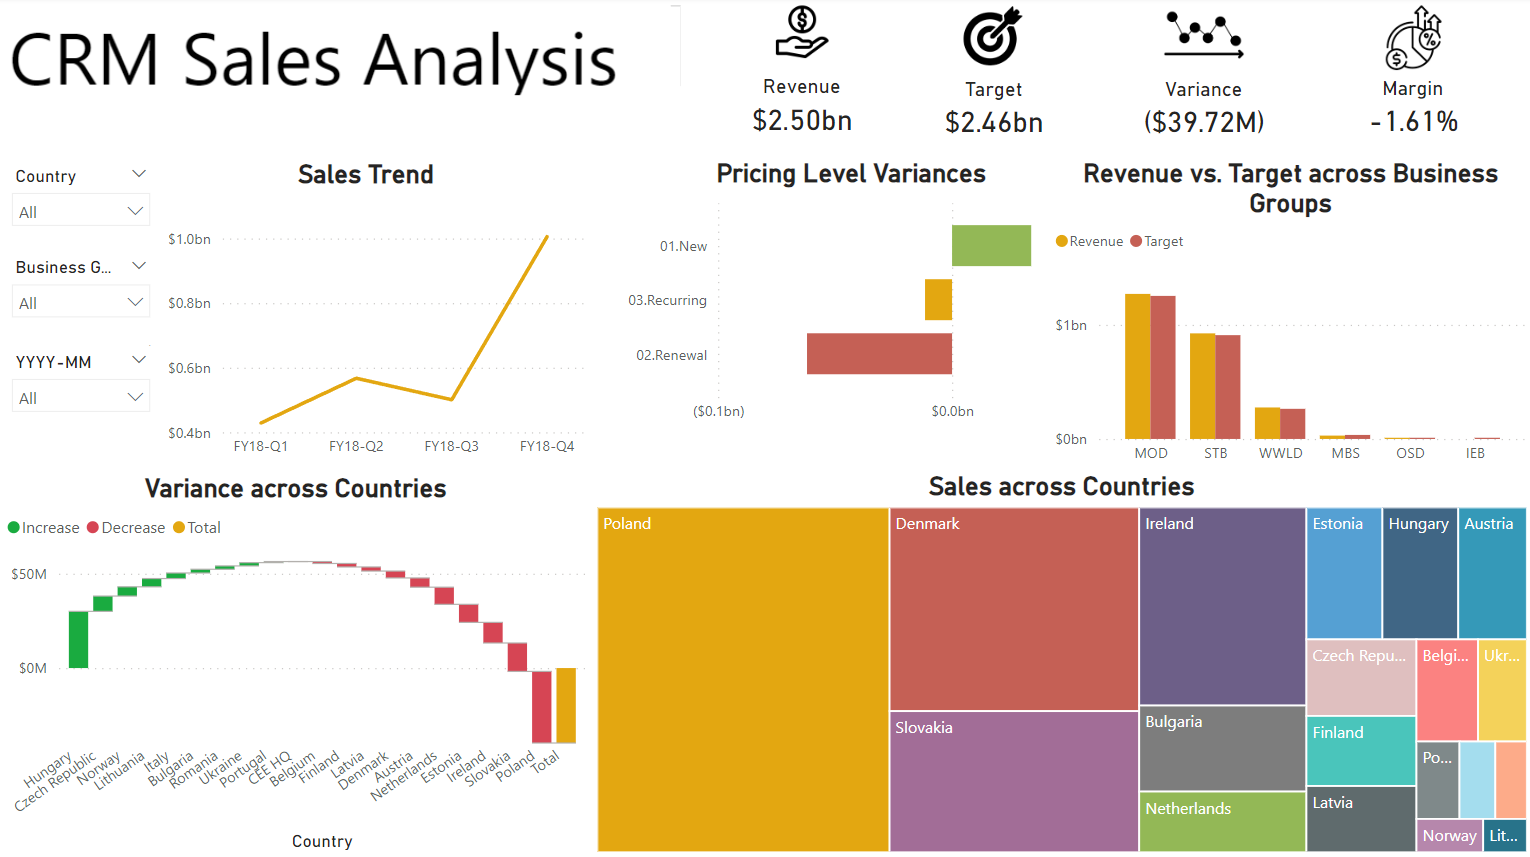 CRM Sales Analysis
Revenue
$2.50bn
Target
$2.46bn
Variance
($39.72M)
Margin
-1.61%
Country
All
Business G...
All
YYYY-MM
All
Sales Trend
$1.0bn
$0.8bn
$0.6bn
$0.4bn
FY18-Q1
FY18-Q2
FY18-Q3
FY18-Q4
Pricing Level Variances
01.New
03.Recurring
02.Renewal
($0.1bn)
$0.0bn
Revenue vs. Target across Business
Groups
Revenue
Target
$1bn
$0bn
MOD
STB
WWLD
MBS
OSD
IEB
Variance across Countries
Increase
Decrease
Total
$50M
$0M
Hungary
Czech Republic
Norway
Lithuania
Italy
Bulgaria
Romania
Ukraine
Portugal
CEE HQ
Belgium
Finland
Latvia
Denmark
Austria
Netherlands
Estonia
Ireland
Slovakia
Poland
Total
Country
Sales across Countries
Poland
Denmark
Slovakia
Ireland
Bulgaria
Netherlands
Estonia
Hungary
Austria
Czech Repu...
Belgi...
Ukr...
Finland
Latvia
Po...
Norway
Lit...